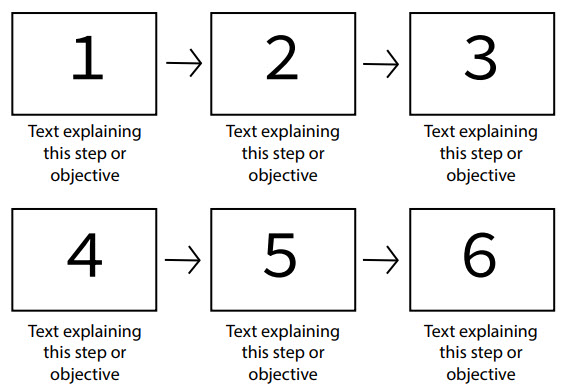 1
2
3
Text explaining
this step or
objective
Text explaining
this step or
objective
Text explaining
this step or
objective
4
5
6
Text explaining
this step or
objective
Text explaining
this step or
objective
Text explaining
this step or
objective